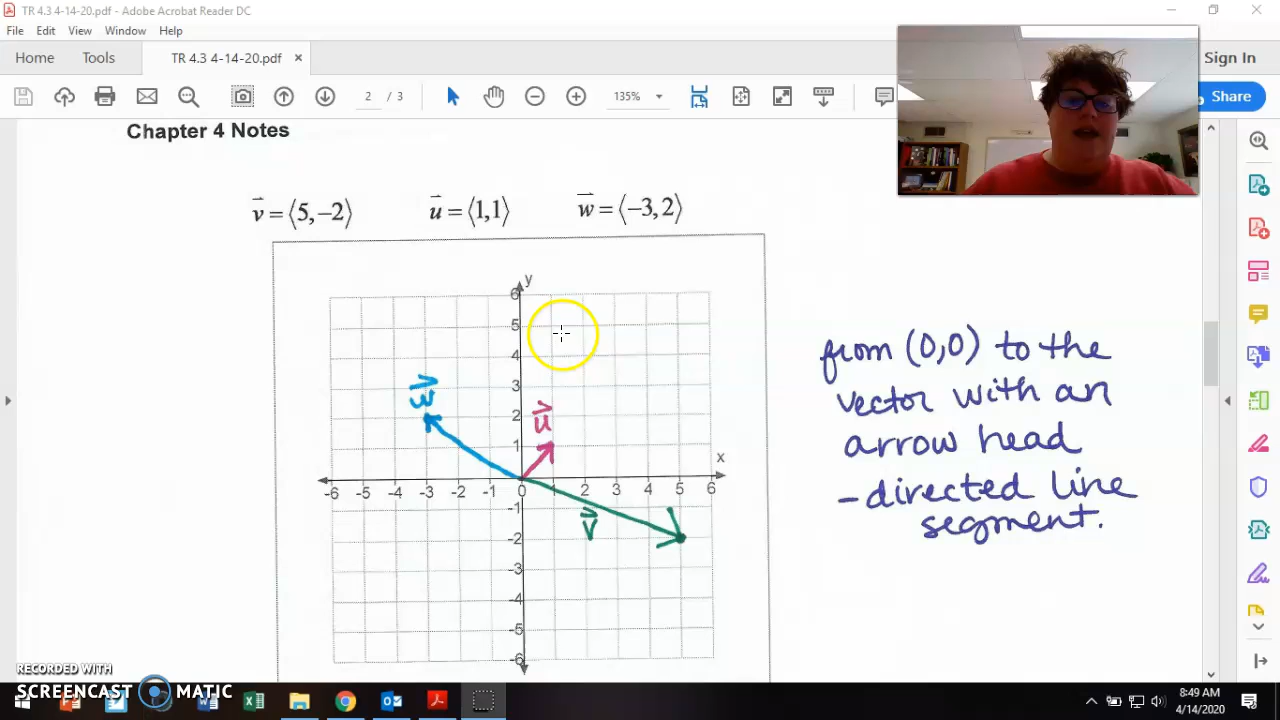 TR 4.3 4-14-20.pdf - Adobe Acrobat Reader DC
File Edit View Window Help
Home Tools TR 4.3 4-14-20.pdf × Sign In
2 / 3 135% Share
Chapter 4 Notes
v = ⟨5,−2⟩ u = ⟨1,1⟩ w = ⟨−3,2⟩
y
6
5
4
3
2
1
x
-6 -5 -4 -3 -2 -1 0 1 2 3 4 5 6
-1
-2
-3
-4
-5
-6
w
u
v
from (0,0) to the
vector with an
arrow head
-directed line
segment.
RECORDED WITH
SCREENCAST MATIC
8:49 AM
4/14/2020